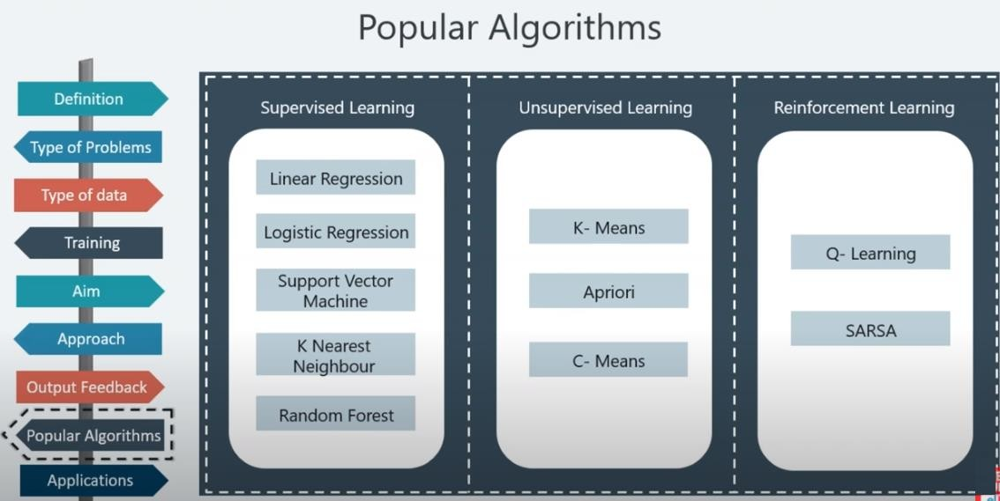 Popular Algorithms
Definition
Type of Problems
Type of data
Training
Aim
Approach
Output Feedback
Popular Algorithms
Applications
Supervised Learning
Linear Regression
Logistic Regression
Support Vector
Machine
K Nearest
Neighbour
Random Forest
Unsupervised Learning
K- Means
Apriori
C- Means
Reinforcement Learning
Q- Learning
SARSA